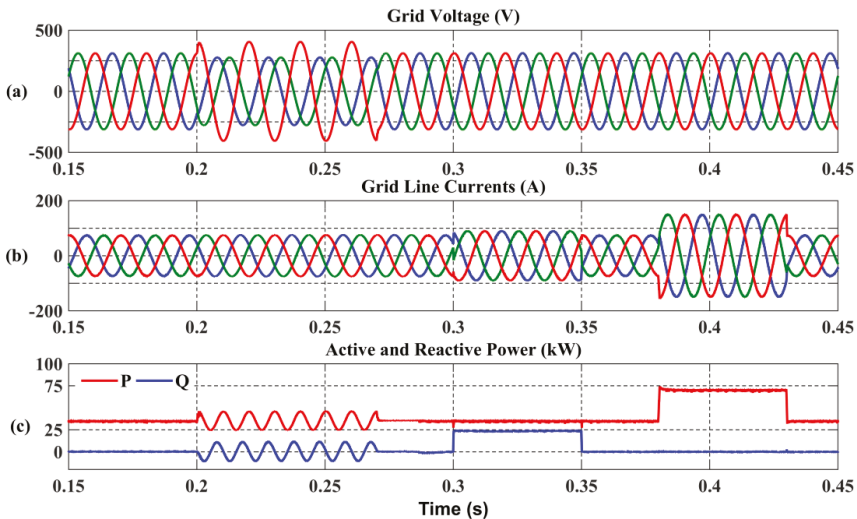 Grid Voltage (V)
500
0
-500
(a)
0.15 0.2 0.25 0.3 0.35 0.4 0.45
Grid Line Currents (A)
200
0
-200
(b)
0.15 0.2 0.25 0.3 0.35 0.4 0.45
Active and Reactive Power (kW)
100
75
25
0
P Q
(c)
0.15 0.2 0.25 0.3 0.35 0.4 0.45
Time (s)